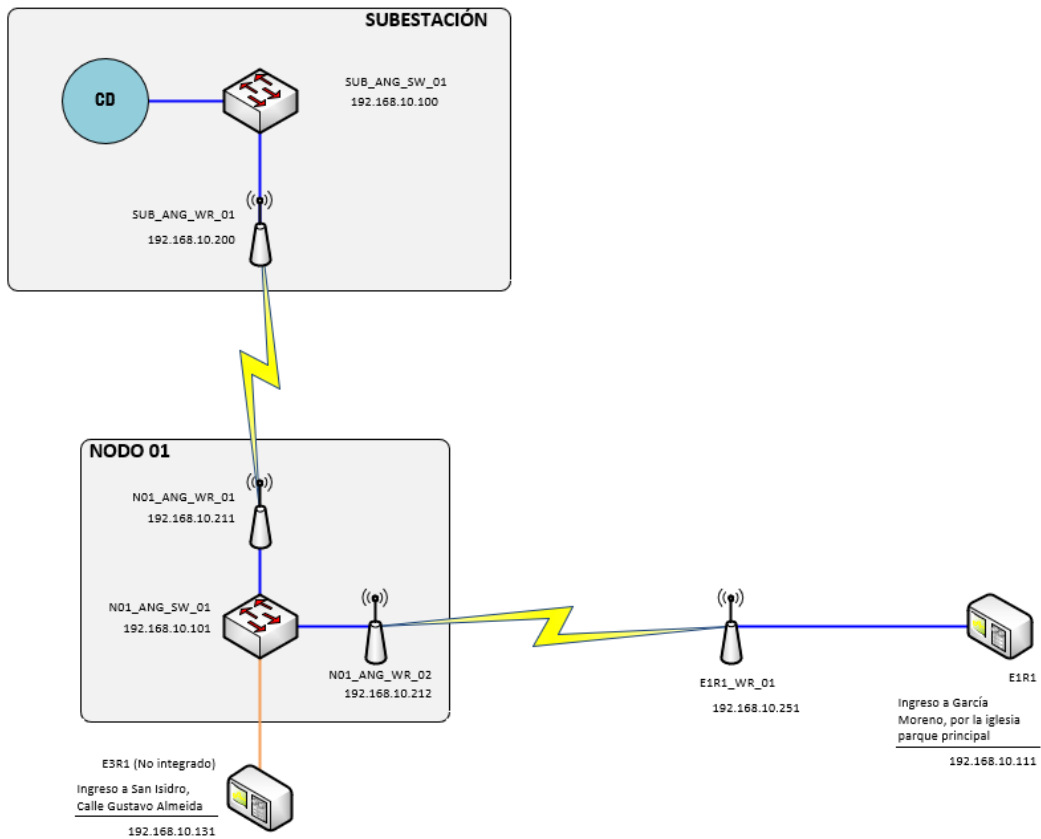 SUBESTACIÓN
CD
SUB_ANG_SW_01
192.168.10.100
SUB_ANG_WR_01
192.168.10.200
NODO 01
N01_ANG_WR_01
192.168.10.211
N01_ANG_SW_01
192.168.10.101
N01_ANG_WR_02
192.168.10.212
E1R1_WR_01
192.168.10.251
E1R1
Ingreso a García
Moreno, por la iglesia
parque principal
192.168.10.111
E3R1 (No integrado)
Ingreso a San Isidro,
Calle Gustavo Almeida
192.168.10.131